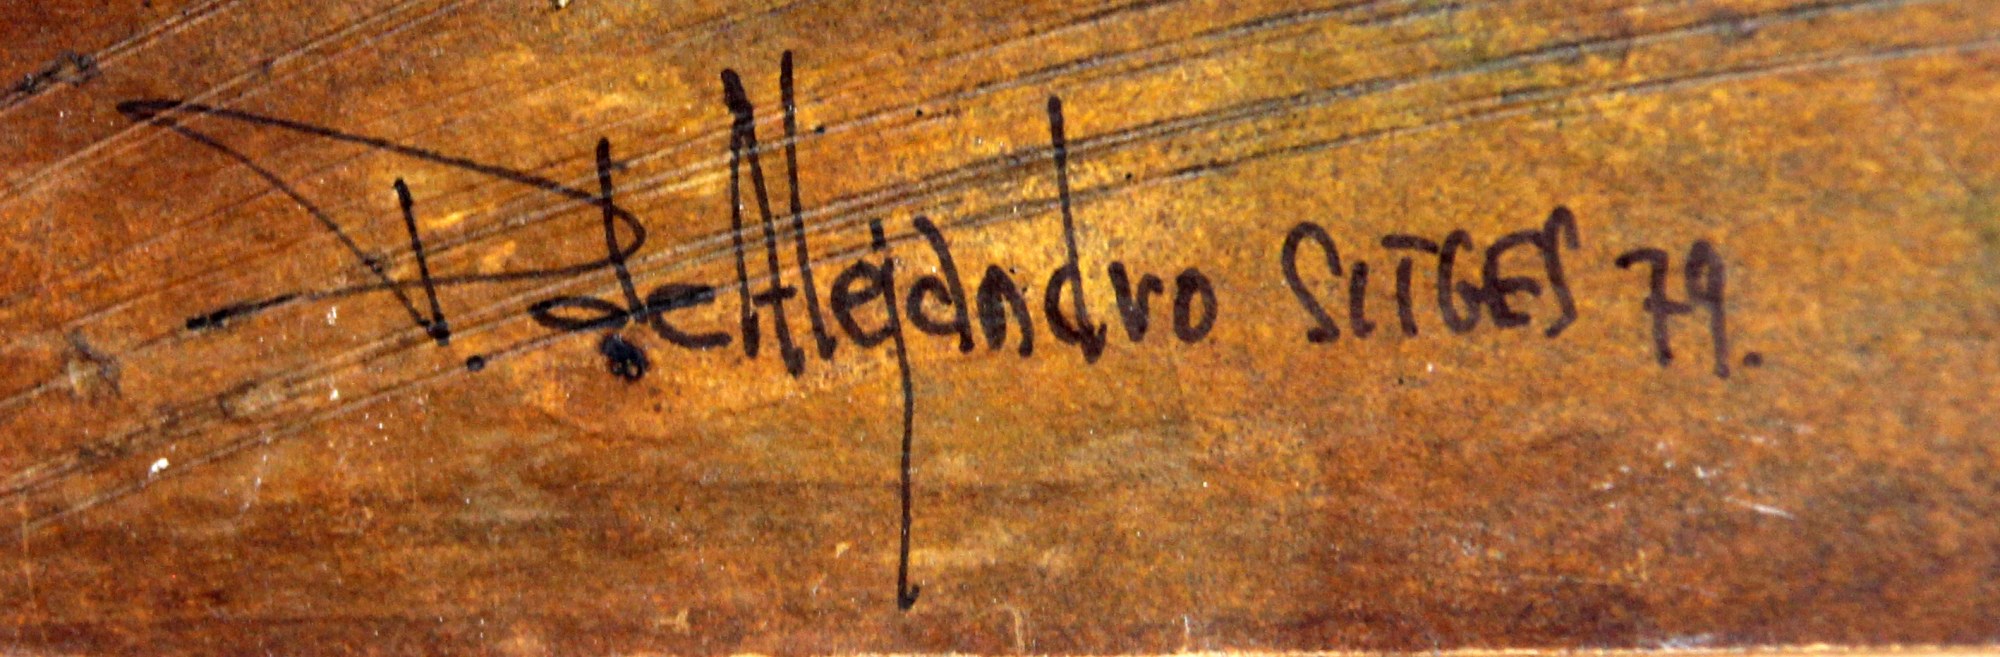 R. de Alejandro SITGES 79.